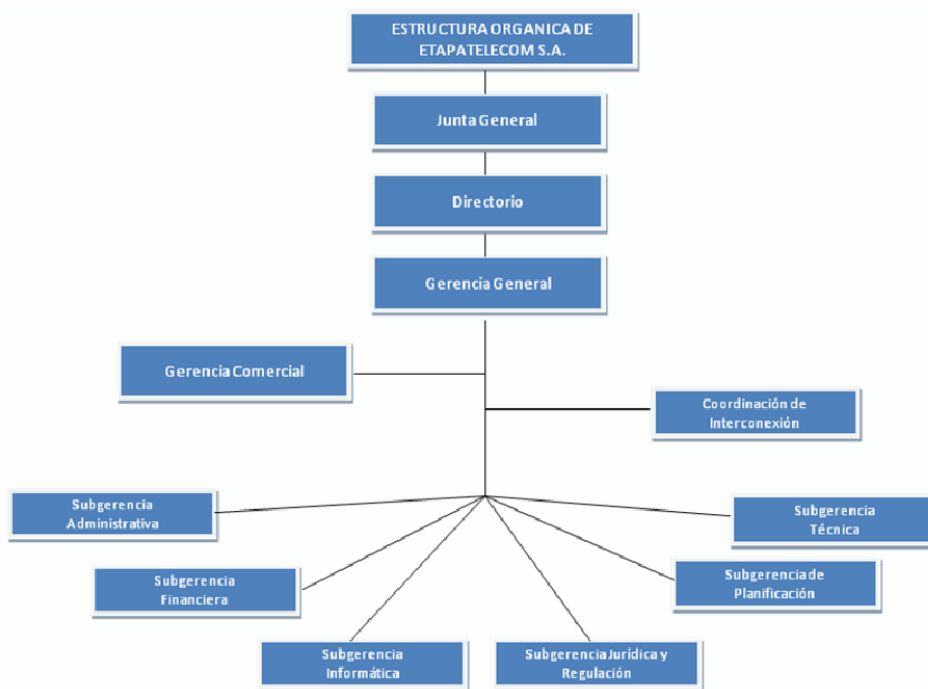 ESTRUCTURA ORGANICA DE
ETAPATELECOM S.A.
Junta General
Directorio
Gerencia General
Gerencia Comercial
Coordinación de
Interconexión
Subgerencia
Administrativa
Subgerencia
Técnica
Subgerencia
Financiera
Subgerencia de
Planificación
Subgerencia
Informática
Subgerencia Jurídica y
Regulación